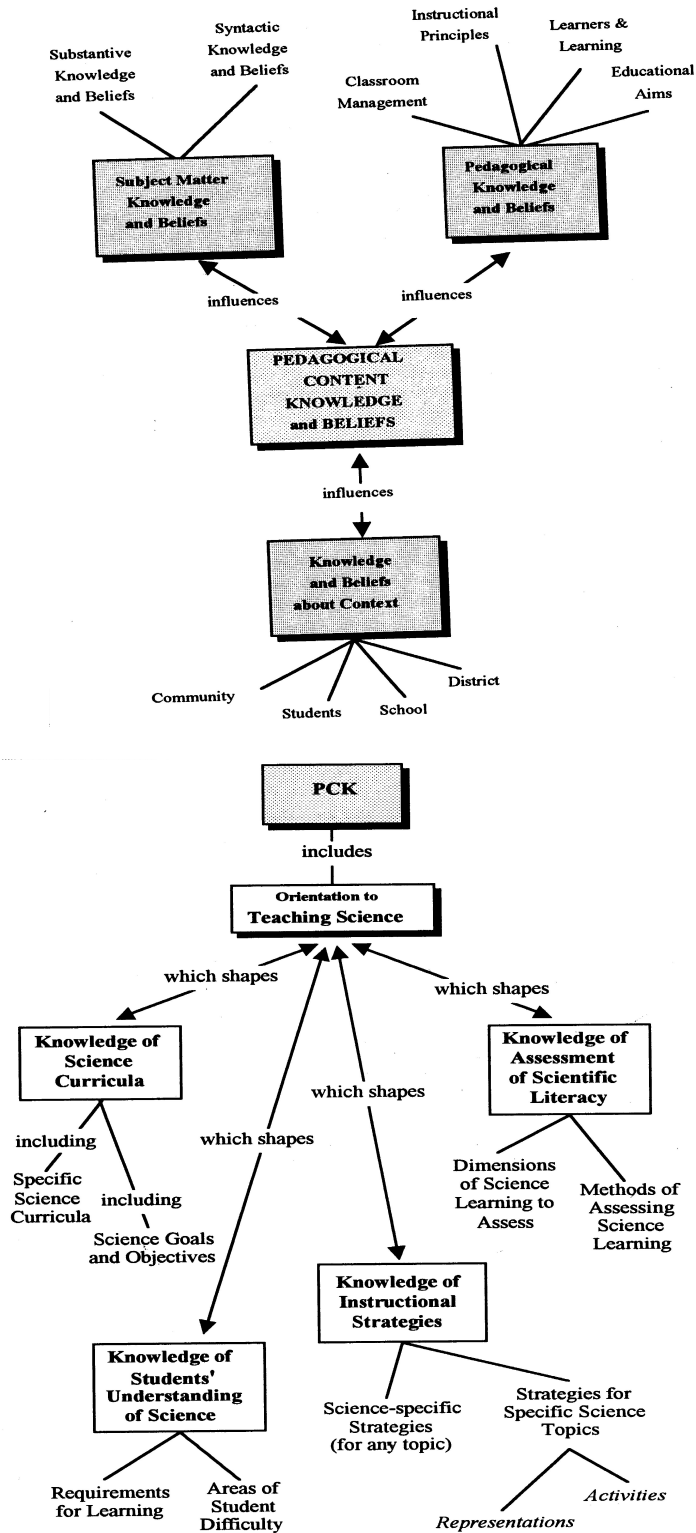 Substantive
Knowledge
and Beliefs
Syntactic
Knowledge
and Beliefs
Instructional
Principles
Learners &
Learning
Classroom
Management
Educational
Aims
Subject Matter
Knowledge
and Beliefs
Pedagogical
Knowledge
and Beliefs
influences
influences
PEDAGOGICAL
CONTENT
KNOWLEDGE
and BELIEFS
influences
Knowledge
and Beliefs
about Context
Community
Students
School
District
PCK
includes
Orientation to
Teaching Science
which shapes
which shapes
Knowledge of
Science
Curricula
Knowledge of
Assessment
of Scientific
Literacy
which shapes
which shapes
including
Specific
Science
Curricula
including
Science Goals
and Objectives
Dimensions
of Science
Learning to
Assess
Methods of
Assessing
Science
Learning
Knowledge of
Instructional
Strategies
Knowledge of
Students'
Understanding
of Science
Science-specific
Strategies
(for any topic)
Strategies for
Specific Science
Topics
Requirements
for Learning
Areas of
Student
Difficulty
Representations
Activities